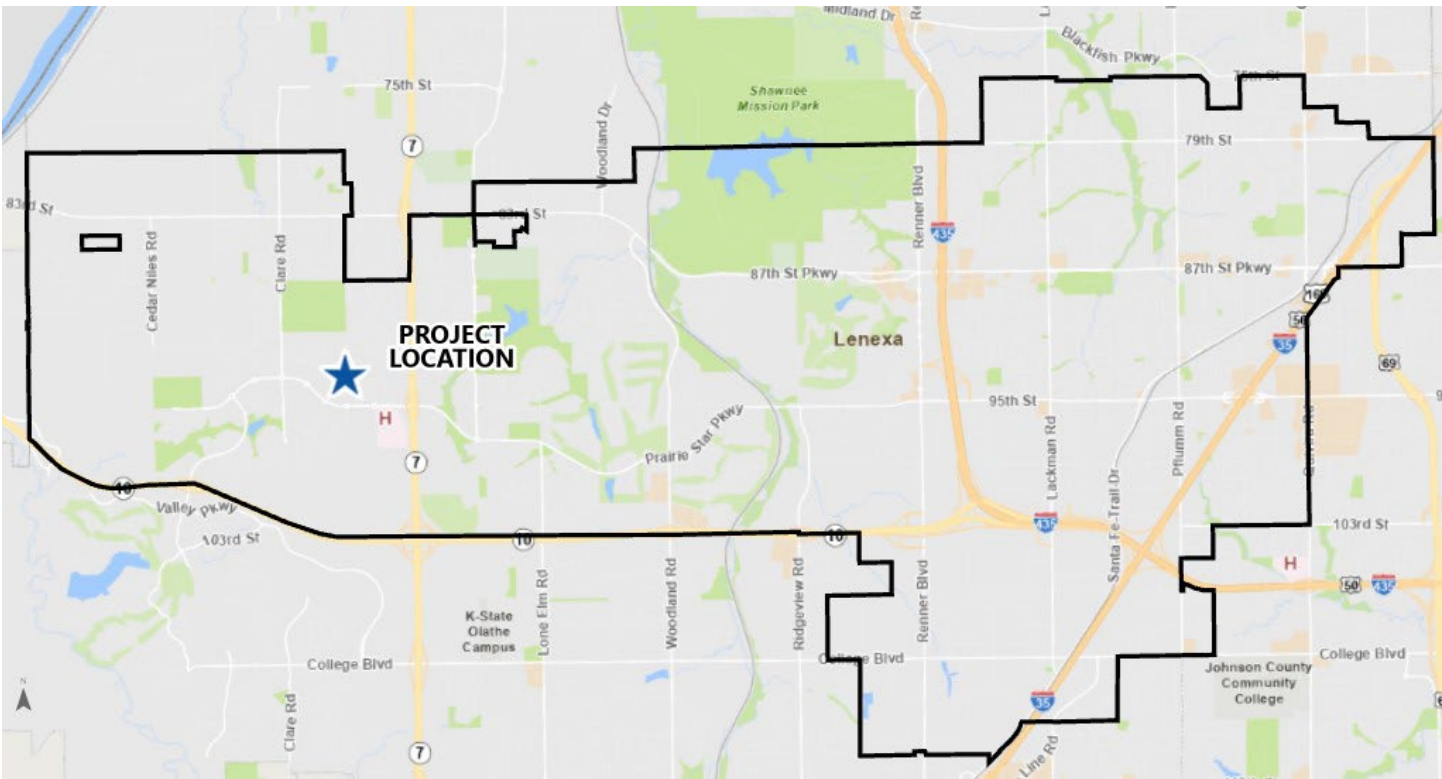 Midland Dr
Blackfish Pkwy
75th St
75th St
Shawnee
Mission Park
Woodland Dr
7
79th St
83rd St
83rd St
Renner Blvd
435
Cedar Niles Rd
Clare Rd
87th St Pkwy
87th St Pkwy
169
50
35
PROJECT
LOCATION
Lenexa
69
95th St
H
Prairie Star Pkwy
7
Lackman Rd
Pflumm Rd
Santa Fe Trail Dr
10
Valley Pkwy
103rd St
10
10
435
103rd St
H
50
435
K-State
Olathe
Campus
Lone Elm Rd
Woodland Rd
Ridgeview Rd
Renner Blvd
College Blvd
College Blvd
College Blvd
Johnson County
Community
College
Clare Rd
N
35
7
Line Rd